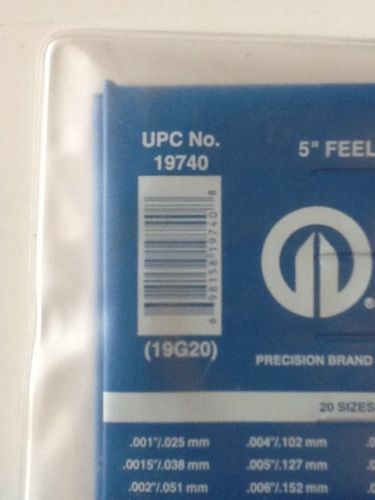 UPC No.
19740
5" FEEL
6 98158 19740 8
(19G20)
®
PRECISION BRAND
20 SIZES
.001"/.025 mm .004"/.102 mm
.0015"/.038 mm .005"/.127 mm
.002"/.051 mm .006"/.152 mm